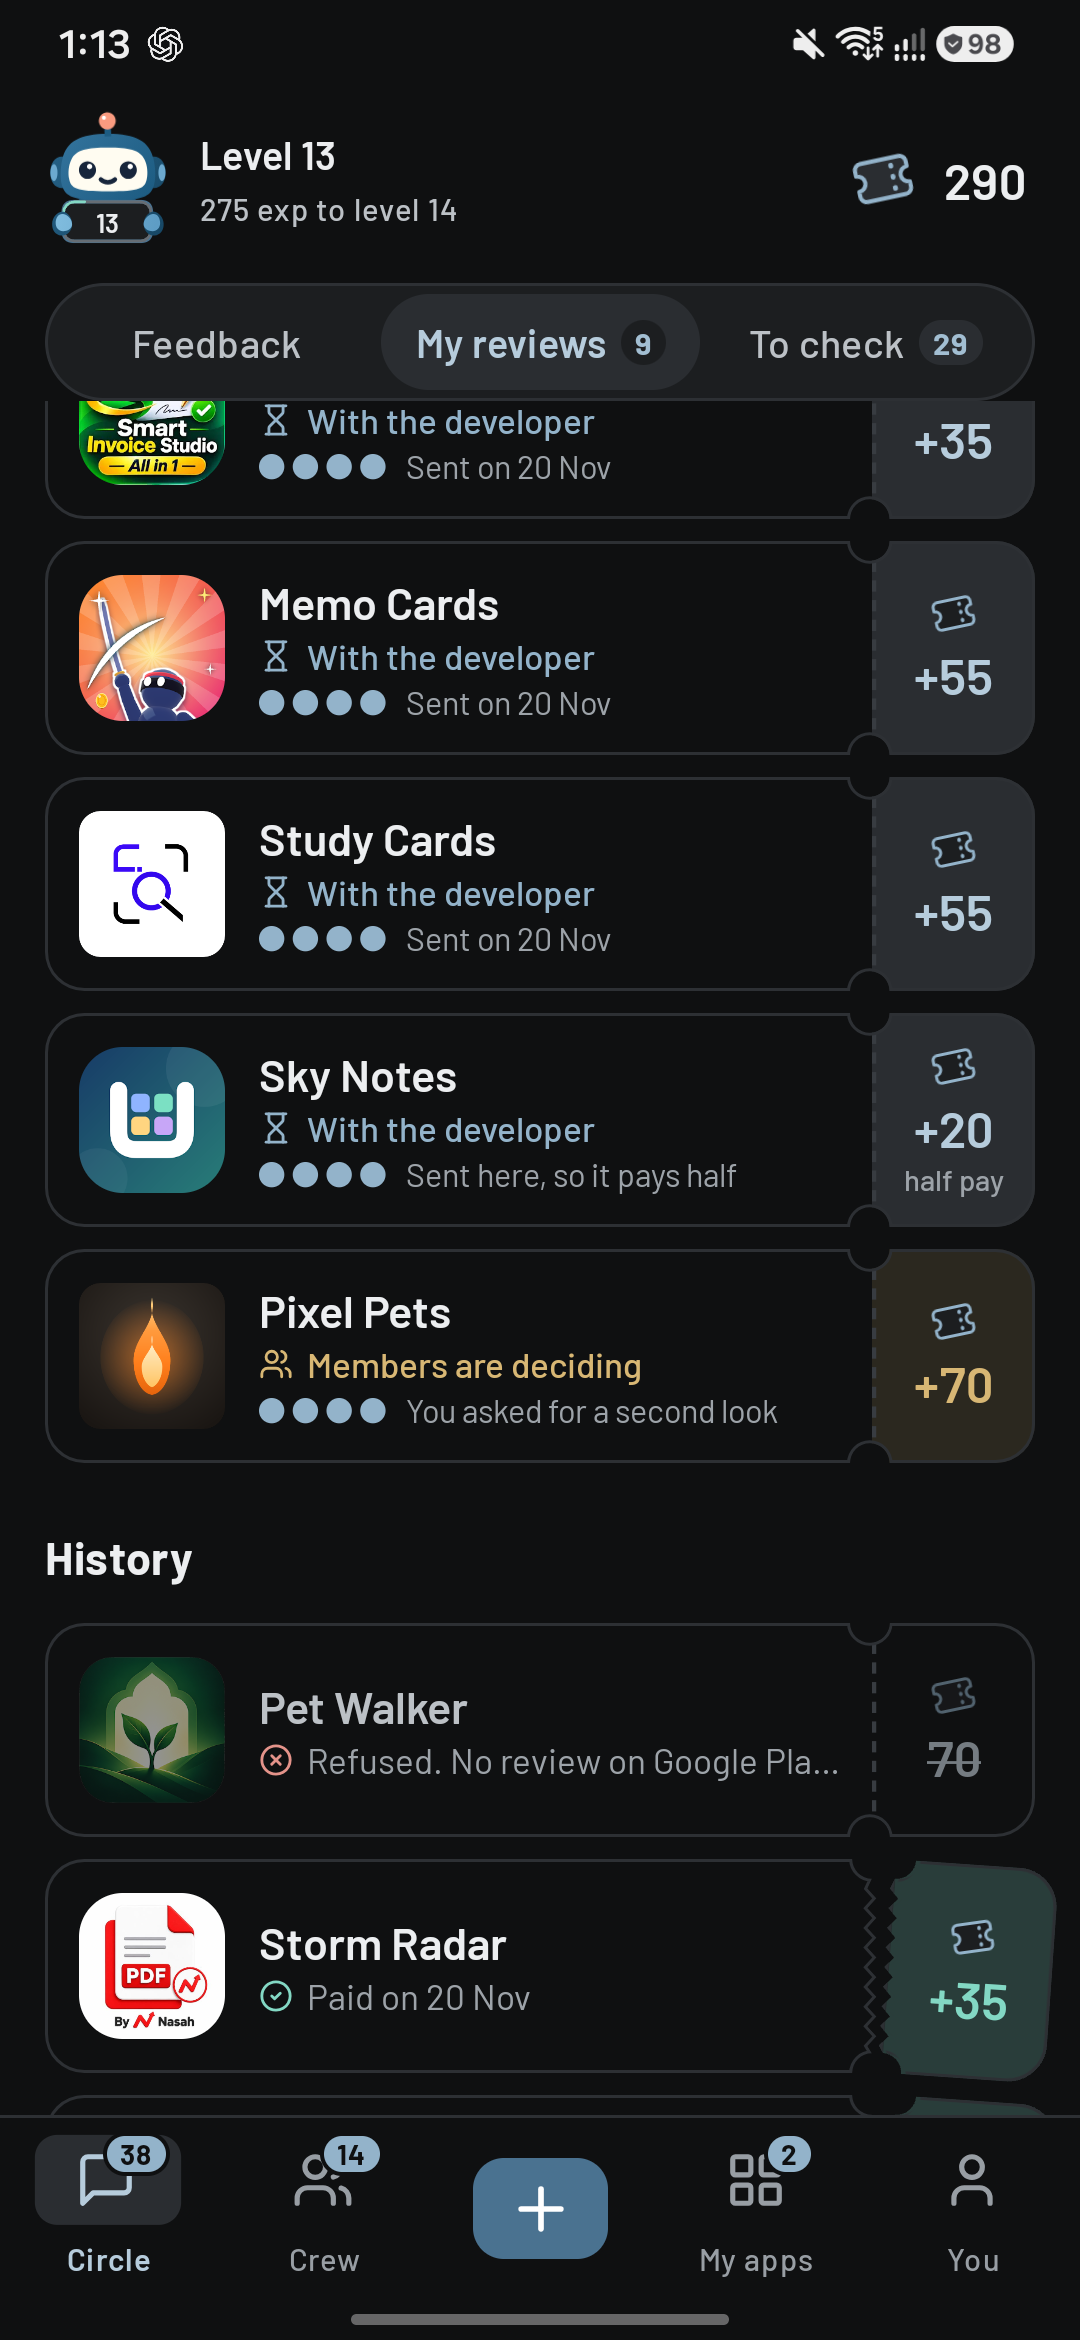 1:13
5
98
Level 13
275 exp to level 14
13
290
Feedback
My reviews 9
To check 29
Smart
Invoice Studio
All in 1
With the developer
Sent on 20 Nov
+35
Memo Cards
With the developer
Sent on 20 Nov
+55
Study Cards
With the developer
Sent on 20 Nov
+55
Sky Notes
With the developer
Sent here, so it pays half
+20
half pay
Pixel Pets
Members are deciding
You asked for a second look
+70
History
Pet Walker
Refused. No review on Google Pla...
70
PDF
By Nasah
Storm Radar
Paid on 20 Nov
+35
38
14
2
Circle
Crew
My apps
You